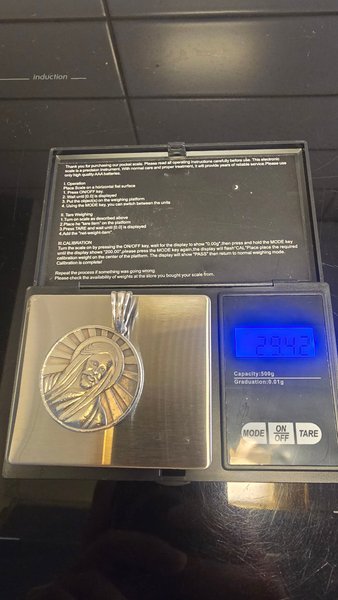 Induction
Thank you for purchasing our pocket scale. Please read all operating instructions carefully before use. This electronic
scale is a precision instrument. With normal care and proper treatment, it will provide years of reliable service.Please use
only high quality AAA batteries.
I. Operation
Place Scale on a horizontal flat surface
1. Press ON/OFF key.
2. Wait until [0.0] is displayed
3. Put the object(s) on the weighing platform
4. Using the MODE key, you can switch between the units
II. Tare Weighing
1.Turn on scale as described above
2.Place he "tare item" on the platform
3.Press TARE and wait until [0.0] is displayed
4.Add the "net-weight-item".
III.CALIBRATION
Turn the scale on by pressing the ON/OFF key, wait for the display to show "0.00g",then press and hold the MODE key
until the display shows "200.00",please press the MODE key again,the display will flash"CAL"Place place the required
calibration weight on the center of platform. The display will show "PASS" then return to normal weighing mode.
Calibration is complete!
Repeat the process if something was going wrong.
Please check the availability of weights at the store you bought your scale from.
29.42
Capacity:500g
Graduation:0.01g
MODE
ON
OFF
TARE